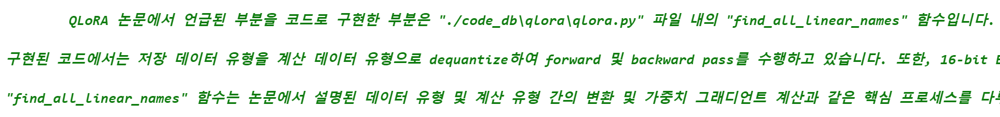 QLoRA 논문에서 언급된 부분을 코드로 구현한 부분은 "./code_db\qlora\qlora.py" 파일 내의 "find_all_linear_names" 함수입니다.
구현된 코드에서는 저장 데이터 유형을 계산 데이터 유형으로 dequantize하여 forward 및 backward pass를 수행하고 있습니다. 또한, 16-bit
"find_all_linear_names" 함수는 논문에서 설명된 데이터 유형 및 계산 유형 간의 변환 및 가중치 그래디언트 계산과 같은 핵심 프로세스를